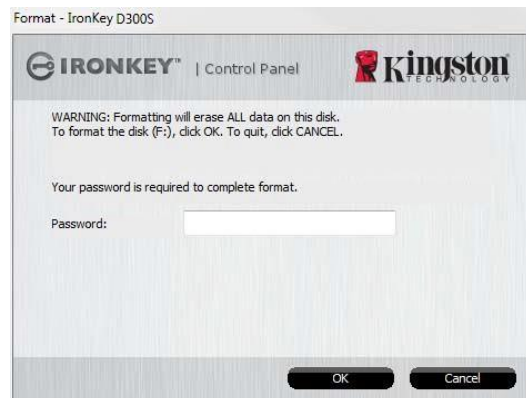 Format - IronKey D300S
IRONKEY™ | Control Panel
Kingston
TECHNOLOGY
WARNING: Formatting will erase ALL data on this disk.
To format the disk (F:), click OK. To quit, click CANCEL.
Your password is required to complete format.
Password:
OK Cancel